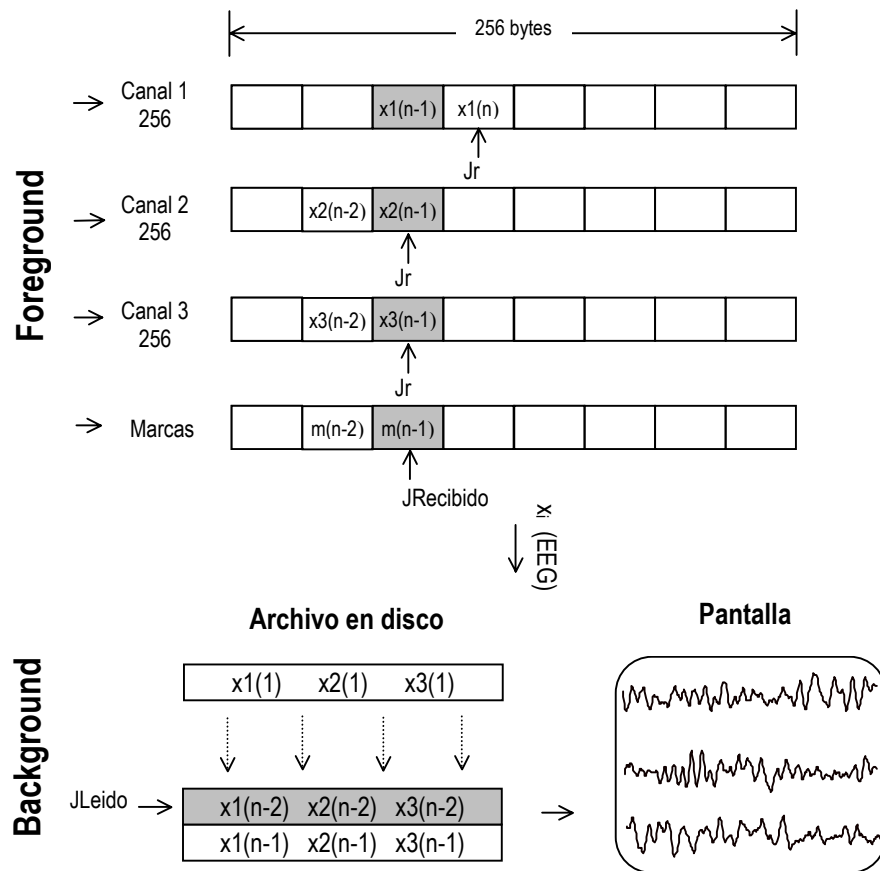 256 bytes
Canal 1
256
x1(n-1)
x1(n)
Jr
Foreground
Canal 2
256
x2(n-2)
x2(n-1)
Jr
Canal 3
256
x3(n-2)
x3(n-1)
Jr
Marcas
m(n-2)
m(n-1)
JRecibido
xi (EEG)
Archivo en disco
Pantalla
Background
x1(1) x2(1) x3(1)
JLeido
x1(n-2) x2(n-2) x3(n-2)
x1(n-1) x2(n-1) x3(n-1)